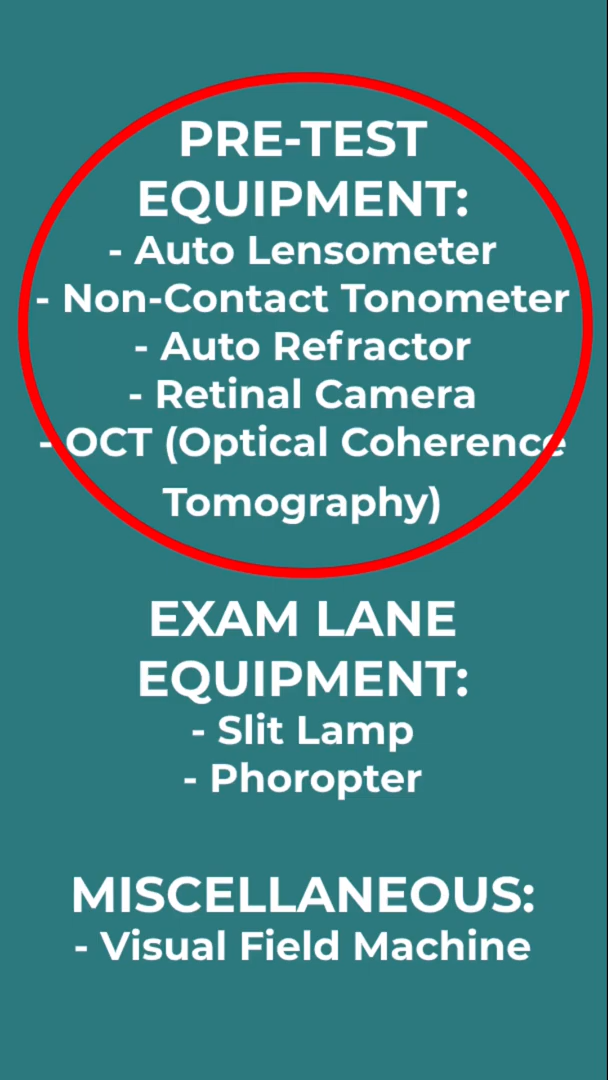 PRE-TEST
EQUIPMENT:
- Auto Lensometer
- Non-Contact Tonometer
- Auto Refractor
- Retinal Camera
- OCT (Optical Coherence
Tomography)
EXAM LANE
EQUIPMENT:
- Slit Lamp
- Phoropter
MISCELLANEOUS:
- Visual Field Machine